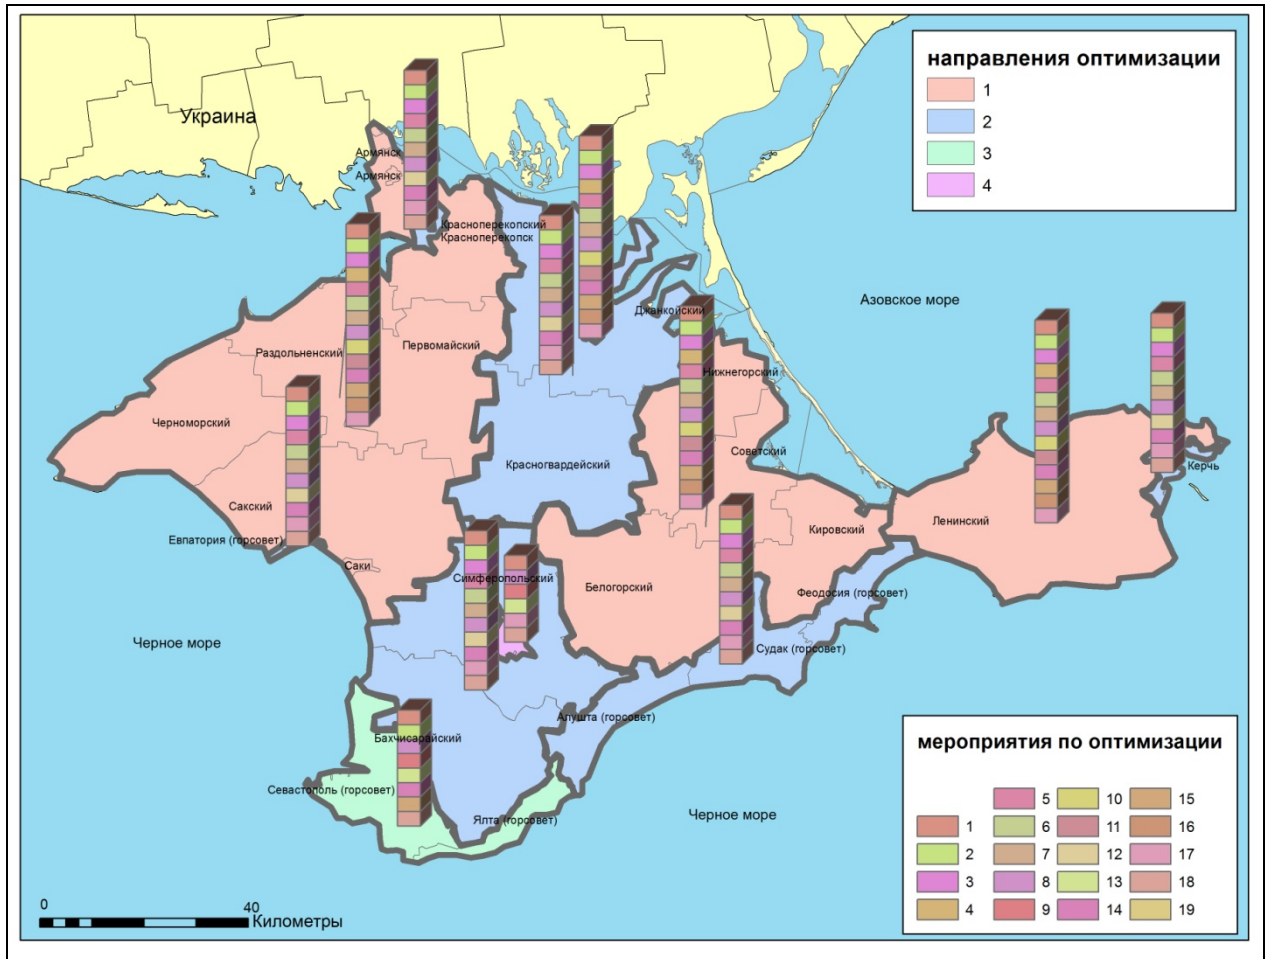 направления оптимизации
1
2
3
4
Украина
Армянск
Армянск
Красноперекопский
Красноперекопск
Джанкойский
Азовское море
Раздольненский
Первомайский
Нижнегорский
Черноморский
Советский
Красногвардейский
Керчь
Сакский
Кировский
Ленинский
Евпатория (горсовет)
Саки
Симферопольский
Белогорский
Феодосия (горсовет)
Черное море
Судак (горсовет)
Алушта (горсовет)
Бахчисарайский
Севастополь (горсовет)
Ялта (горсовет)
Черное море
мероприятия по оптимизации
5 10 15
1 6 11 16
2 7 12 17
3 8 13 18
4 9 14 19
0 40
Километры